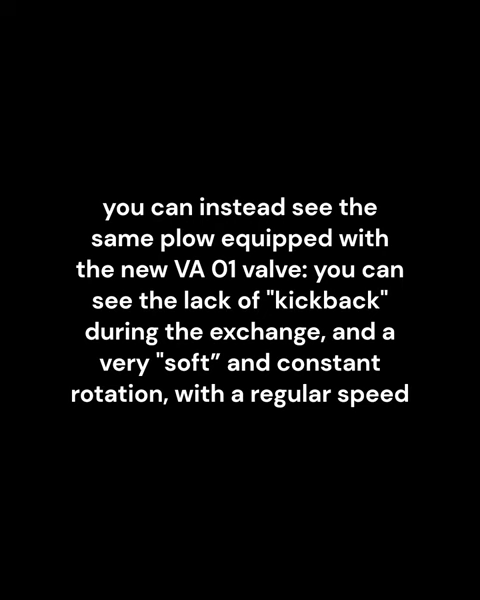 you can instead see the
same plow equipped with
the new VA 01 valve: you can
see the lack of "kickback"
during the exchange, and a
very "soft” and constant
rotation, with a regular speed